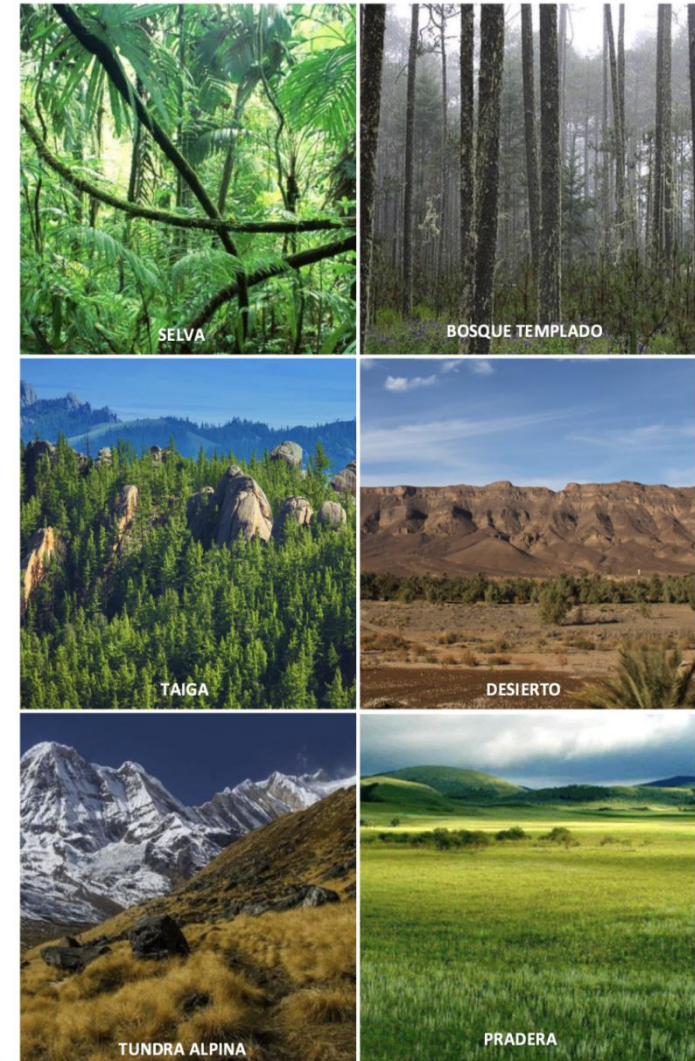 SELVA
BOSQUE TEMPLADO
TAIGA
DESIERTO
TUNDRA ALPINA
PRADERA